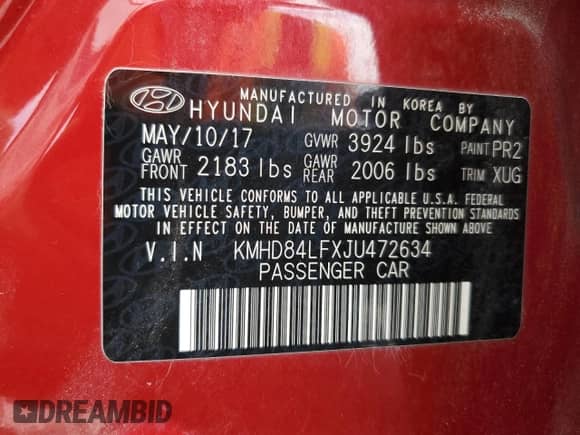 MANUFACTURED IN KOREA BY
HYUNDAI MOTOR COMPANY
MAY/10/17 GVWR 3924 lbs PAINT PR2
GAWR FRONT 2183 lbs GAWR REAR 2006 lbs TRIM XUG
THIS VEHICLE CONFORMS TO ALL APPLICABLE U.S.A. FEDERAL
MOTOR VEHICLE SAFETY, BUMPER, AND THEFT PREVENTION STANDARDS
IN EFFECT ON THE DATE OF MANUFACTURE SHOWN ABOVE.
V.I.N KMHD84LFXJU472634
PASSENGER CAR
DREAMBID